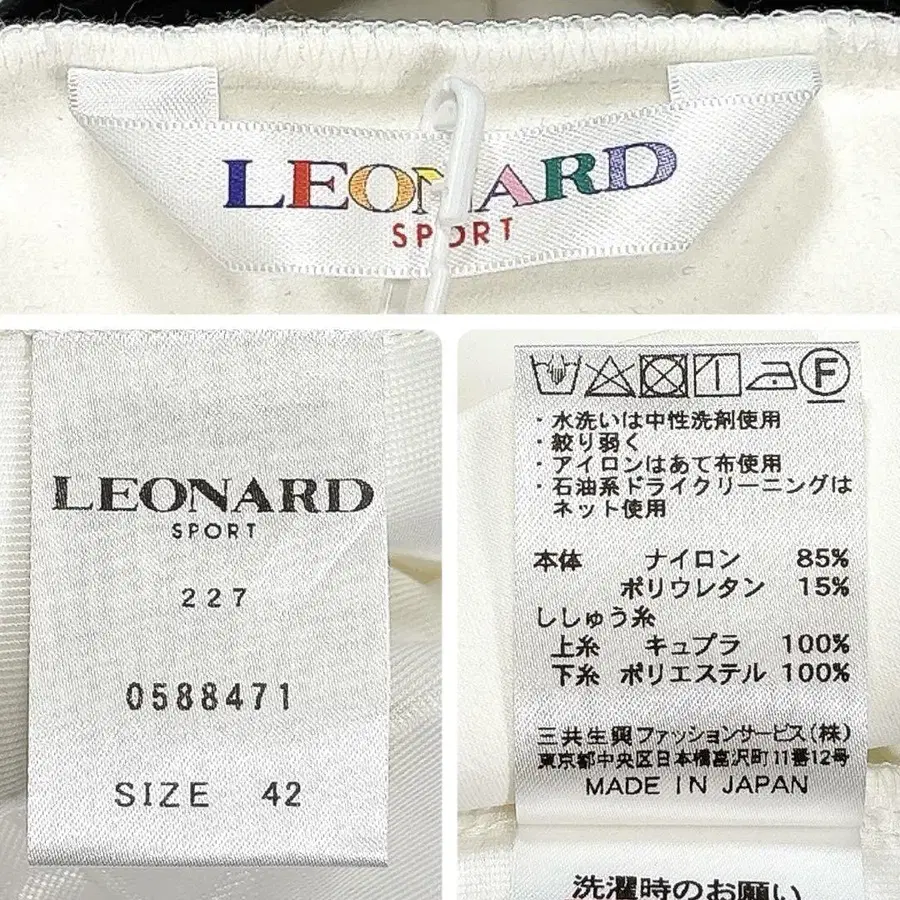 LEONARD
SPORT
LEONARD
SPORT
227
0588471
SIZE 42
F
・水洗いは中性洗剤使用
・絞り弱く
・アイロンはあて布使用
・石油系ドライクリーニングは
ネット使用
本体 ナイロン 85%
ポリウレタン 15%
ししゅう糸
上糸 キュプラ 100%
下糸 ポリエステル 100%
三共生興ファッションサービス(株)
東京都中央区日本橋富沢町11番12号
MADE IN JAPAN
洗濯時のお願い